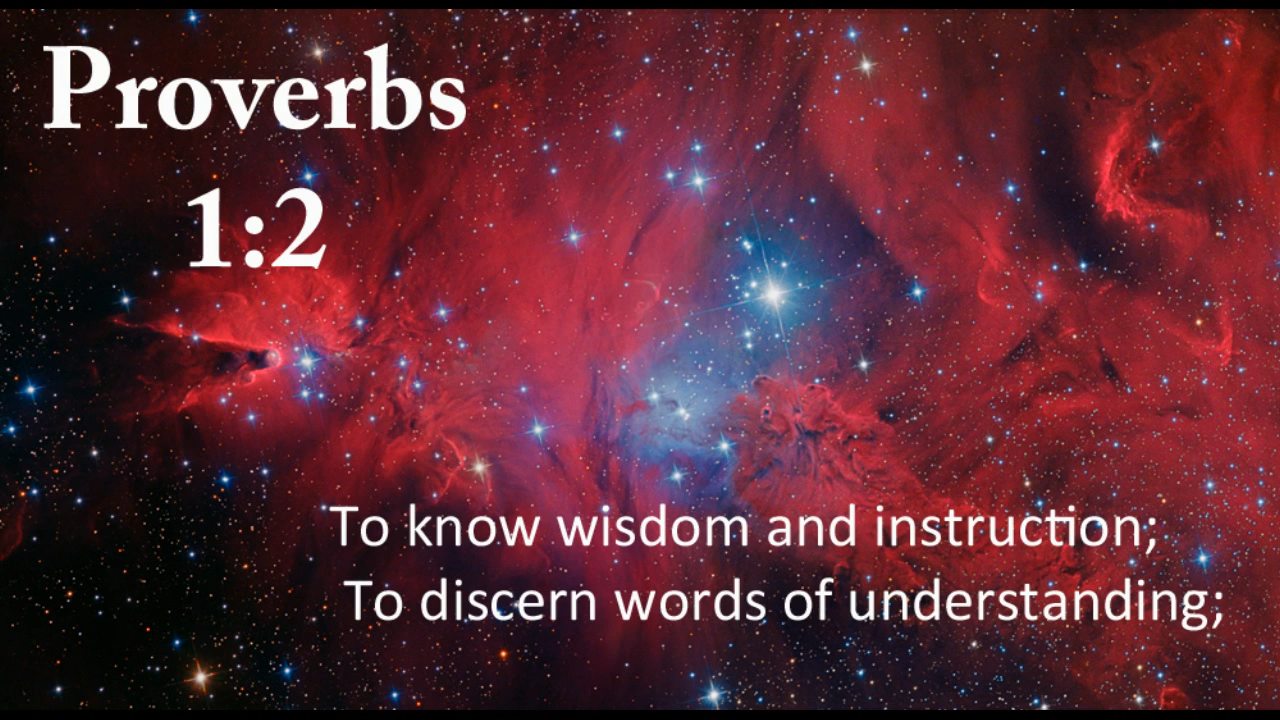 Proverbs
1:2
To know wisdom and instruction;
To discern words of understanding;